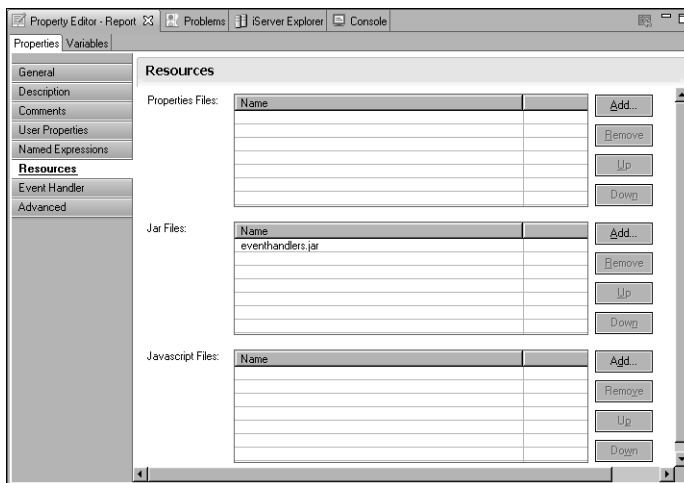 Property Editor - Report
Problems
iServer Explorer
Console
Properties
Variables
General
Description
Comments
User Properties
Named Expressions
Resources
Event Handler
Advanced
Resources
Properties Files:
Name
Add...
Remove
Up
Down
Jar Files:
Name
eventhandlers.jar
Add...
Remove
Up
Down
Javascript Files:
Name
Add...
Remove
Up
Down